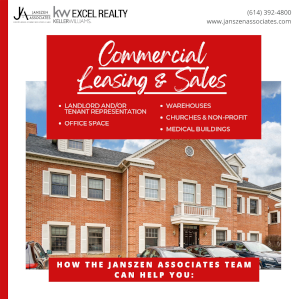 JA JANSZEN ASSOCIATES
kw EXCEL REALTY
KELLERWILLIAMS.
(614) 392-4800
www.janszenassociates.com
Commercial
Leasing & Sales
• LANDLORD AND/OR
TENANT REPRESENTATION
• OFFICE SPACE
• WAREHOUSES
• CHURCHES & NON-PROFIT
• MEDICAL BUILDINGS
HOW THE JANSZEN ASSOCIATES TEAM
CAN HELP YOU: